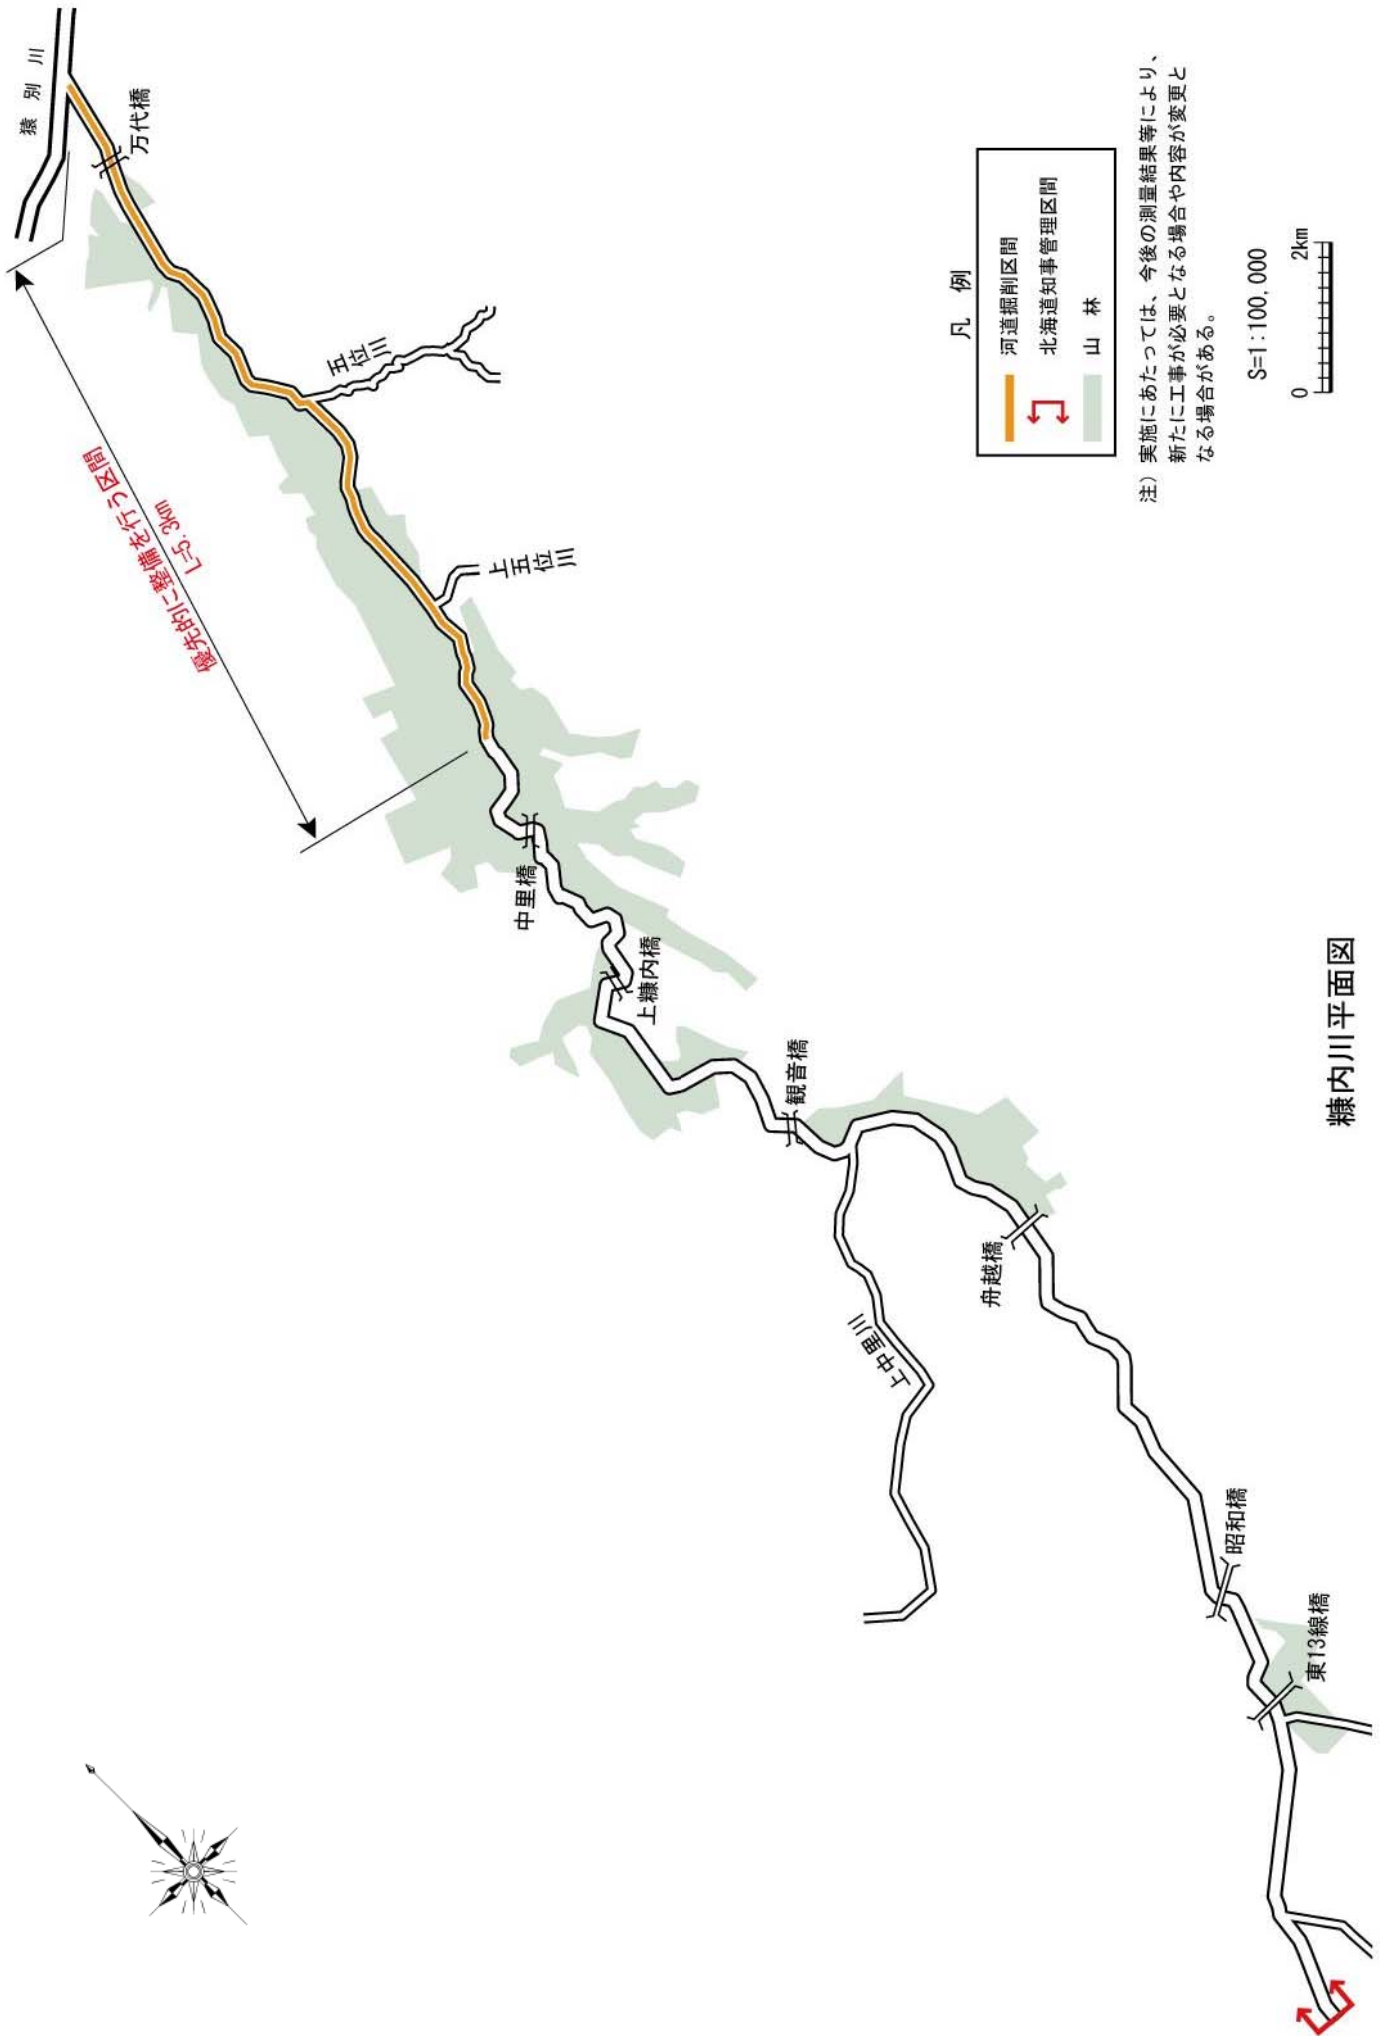 猿別川
万代橋
優先的に整備を行う区間
L=5.3km
五位川
上五位川
中里橋
上糠内橋
観音橋
上中里川
舟越橋
昭和橋
東13線橋
凡 例
河道掘削区間
北海道知事管理区間
山 林
注）実施にあたっては、今後の測量結果等により、
新たに工事が必要となる場合や内容が変更と
なる場合がある。
S=1:100,000
0 2km
糠内川平面図